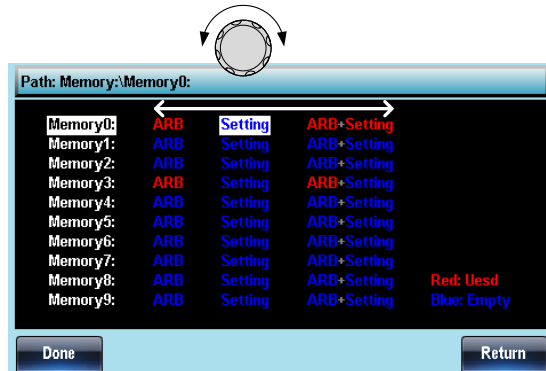 Path: Memory:\Memory0:
Memory0: ARB Setting ARB+Setting
Memory1: ARB Setting ARB+Setting
Memory2: ARB Setting ARB+Setting
Memory3: ARB Setting ARB+Setting
Memory4: ARB Setting ARB+Setting
Memory5: ARB Setting ARB+Setting
Memory6: ARB Setting ARB+Setting
Memory7: ARB Setting ARB+Setting
Memory8: ARB Setting ARB+Setting Red: Uesd
Memory9: ARB Setting ARB+Setting Blue: Empty
Done Return